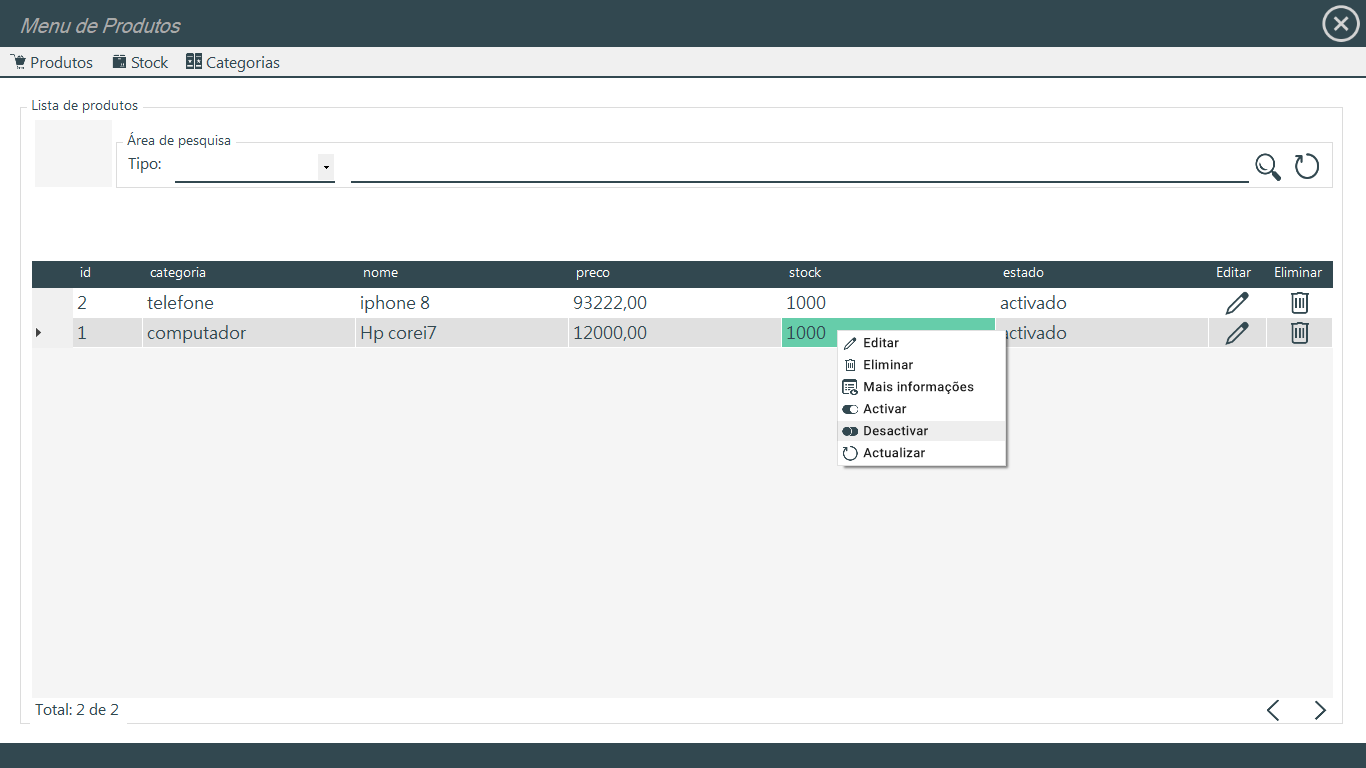 Menu de Produtos
Produtos Stock Categorias
Lista de produtos
Área de pesquisa
Tipo:
id categoria nome preco stock estado Editar Eliminar
2 telefone iphone 8 93222,00 1000 activado
1 computador Hp corei7 12000,00 1000 activado
Editar
Eliminar
Mais informações
Activar
Desactivar
Actualizar
Total: 2 de 2